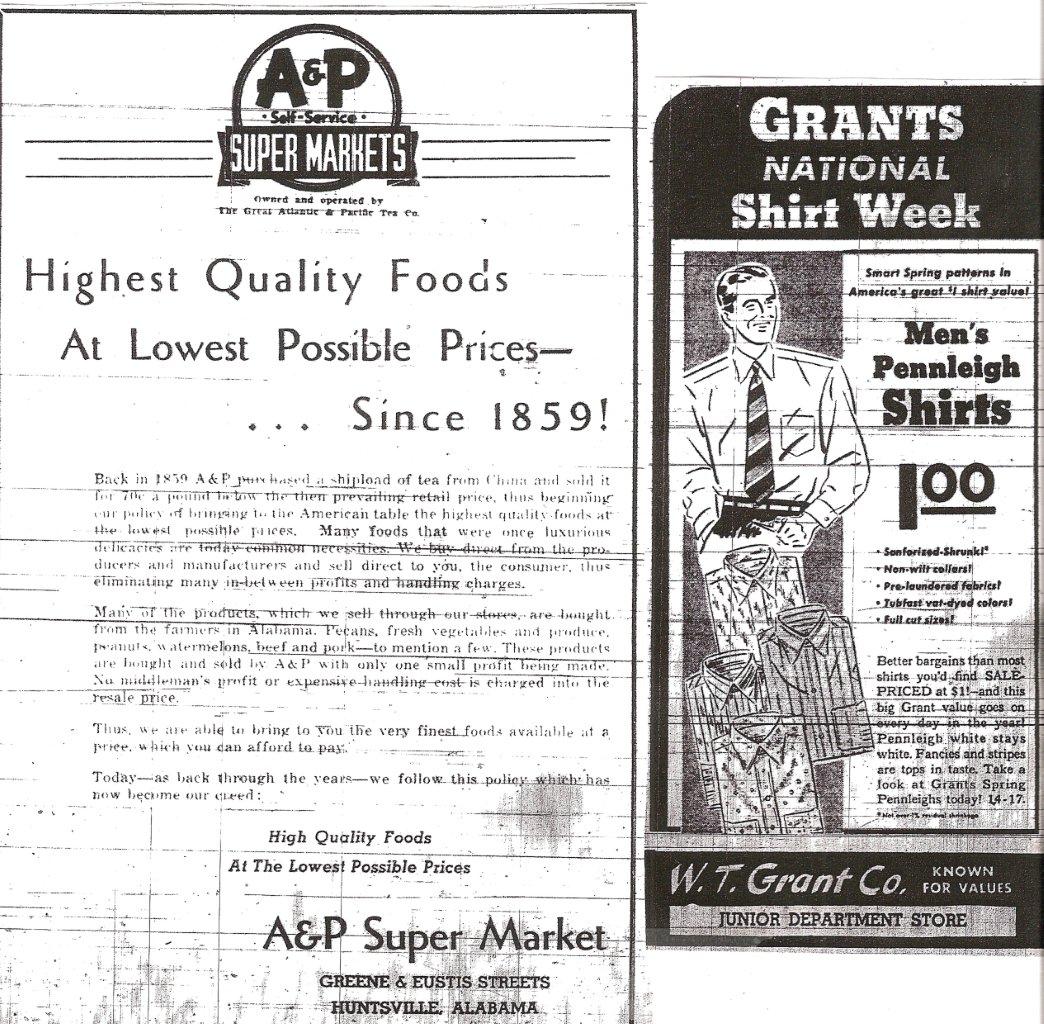 A&P
· Self-Service ·
SUPER MARKETS
Owned and operated by
The Great Atlantic & Pacific Tea Co.
Highest Quality Foods
At Lowest Possible Prices—
... Since 1859!
Back in 1859 A&P purchased a shipload of tea from China and sold it
for 70c a pound below the then prevailing retail price, thus beginning
our policy of bringing to the American table the highest quality foods at
the lowest possible prices. Many foods that were once luxurious
delicacies are today common necessities. We buy direct from the pro-
ducers and manufacturers and sell direct to you, the consumer, thus
eliminating many in-between profits and handling charges.
Many of the products, which we sell through our stores, are bought
from the farmers in Alabama. Pecans, fresh vegetables and produce,
peanuts, watermelons, beef and pork—to mention a few. These products
are bought and sold by A&P with only one small profit being made.
No middleman's profit or expensive handling cost is charged into the
resale price.
Thus, we are able to bring to you the very finest foods available at a
price, which you can afford to pay.
Today—as back through the years—we follow this policy which has
now become our creed:
High Quality Foods
At The Lowest Possible Prices
A&P Super Market
GREENE & EUSTIS STREETS
HUNTSVILLE, ALABAMA
GRANTS
NATIONAL
Shirt Week
Smart Spring patterns in
America's great $1 shirt value!
Men's
Pennleigh
Shirts
1.00
• Sanforized-Shrunk!*
• Non-wilt collars!
• Pre-laundered fabrics!
• Tubfast vat-dyed colors!
• Full cut sizes!
Better bargains than most
shirts you'd find SALE-
PRICED at $1!—and this
big Grant value goes on
every day in the year!
Pennleigh white stays
white. Fancies and stripes
are tops in taste. Take a
look at Grants Spring
Pennleighs today! 14-17.
*Not over 1% residual shrinkage
W. T. Grant Co.
KNOWN
FOR VALUES
JUNIOR DEPARTMENT STORE